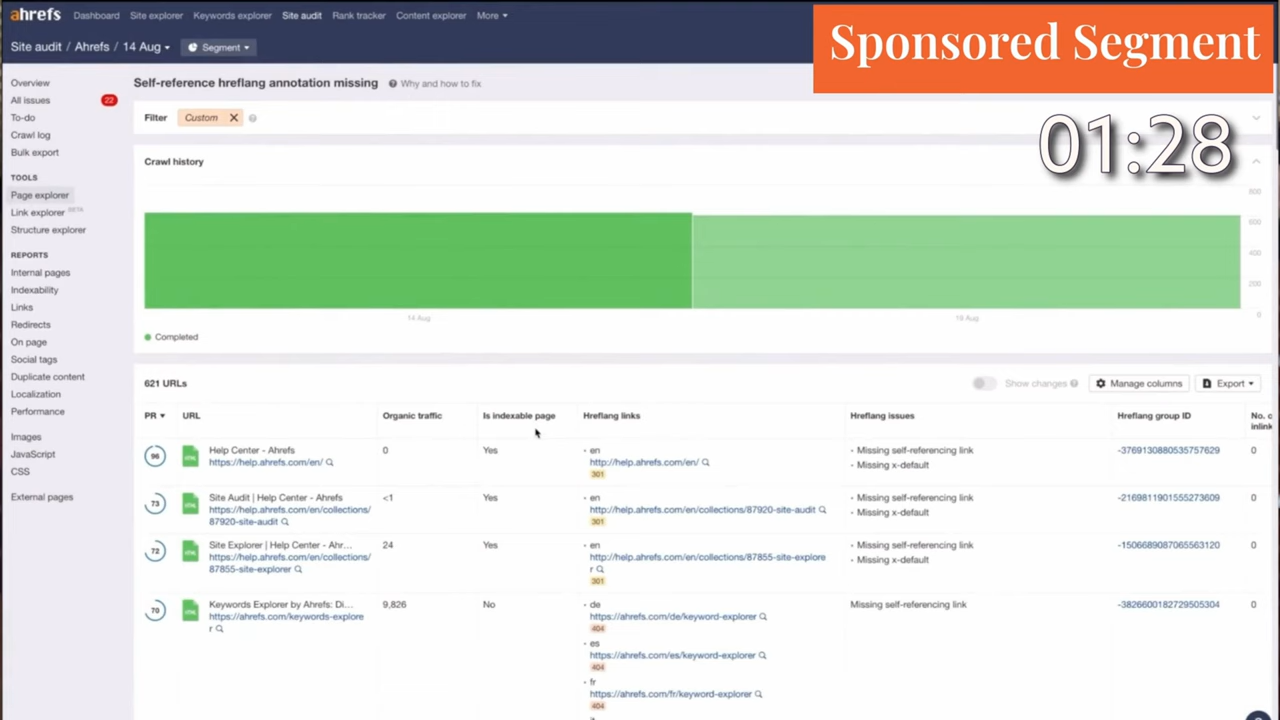 ahrefs Dashboard Site explorer Keywords explorer Site audit Rank tracker Content explorer More
Sponsored Segment
Site audit / Ahrefs / 14 Aug Segment
01:28
Overview
All issues 22
To-do
Crawl log
Bulk export
TOOLS
Page explorer
Link explorer BETA
Structure explorer
REPORTS
Internal pages
Indexability
Links
Redirects
On page
Social tags
Duplicate content
Localization
Performance
Images
JavaScript
CSS
External pages
Self-reference hreflang annotation missing Why and how to fix
Filter Custom
Crawl history
800
600
400
200
0
14 Aug 19 Aug
Completed
621 URLs Show changes Manage columns Export
PR URL Organic traffic Is indexable page Hreflang links Hreflang issues Hreflang group ID No. c
inlink
96 Help Center - Ahrefs 0 Yes en Missing self-referencing link -3769130880535757629 0
https://help.ahrefs.com/en/ http://help.ahrefs.com/en/ Missing x-default
301
73 Site Audit | Help Center - Ahrefs <1 Yes en Missing self-referencing link -2169811901555273609 0
https://help.ahrefs.com/en/collections/ http://help.ahrefs.com/en/collections/87920-site-audit Missing x-default
87920-site-audit 301
72 Site Explorer | Help Center - Ahr... 24 Yes en Missing self-referencing link -1506689087065563120 0
https://help.ahrefs.com/en/collections/ http://help.ahrefs.com/en/collections/87855-site-explore Missing x-default
87855-site-explorer r
301
70 Keywords Explorer by Ahrefs: Di... 9,826 No de Missing self-referencing link -3826600182729505304 0
https://ahrefs.com/keywords-explore https://ahrefs.com/de/keyword-explorer
r 404
es
https://ahrefs.com/es/keyword-explorer
404
fr
https://ahrefs.com/fr/keyword-explorer
404